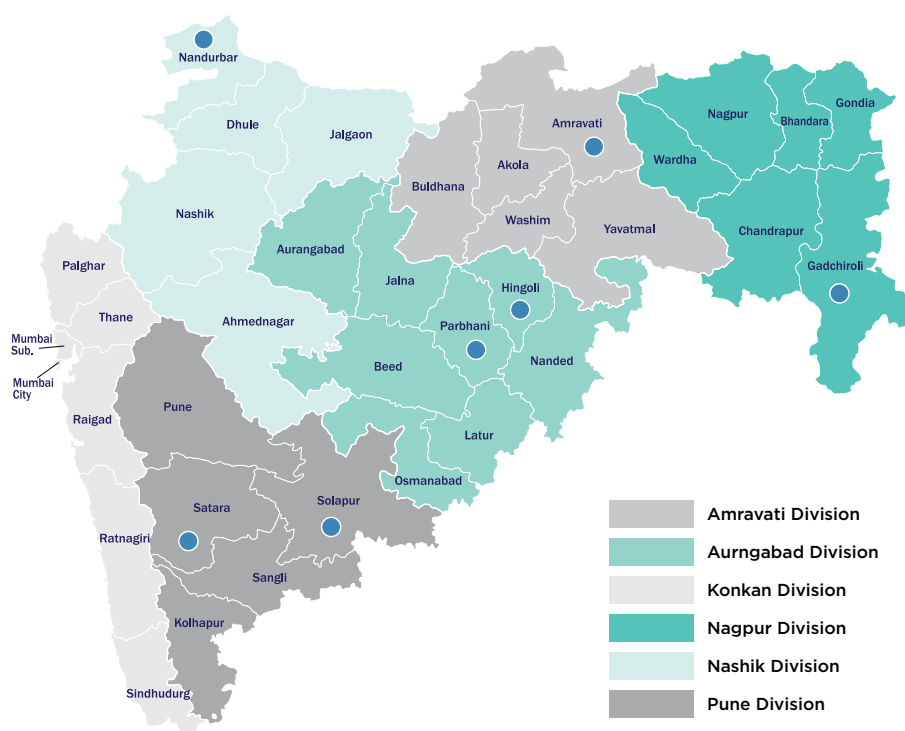 Nandurbar
Dhule
Jalgaon
Nashik
Buldhana
Akola
Amravati
Washim
Yavatmal
Wardha
Nagpur
Bhandara
Gondia
Chandrapur
Gadchiroli
Aurangabad
Jalna
Hingoli
Parbhani
Nanded
Beed
Latur
Osmanabad
Ahmednagar
Palghar
Thane
Mumbai
Sub.
Mumbai
City
Raigad
Pune
Satara
Solapur
Ratnagiri
Sangli
Kolhapur
Sindhudurg
Amravati Division
Aurngabad Division
Konkan Division
Nagpur Division
Nashik Division
Pune Division